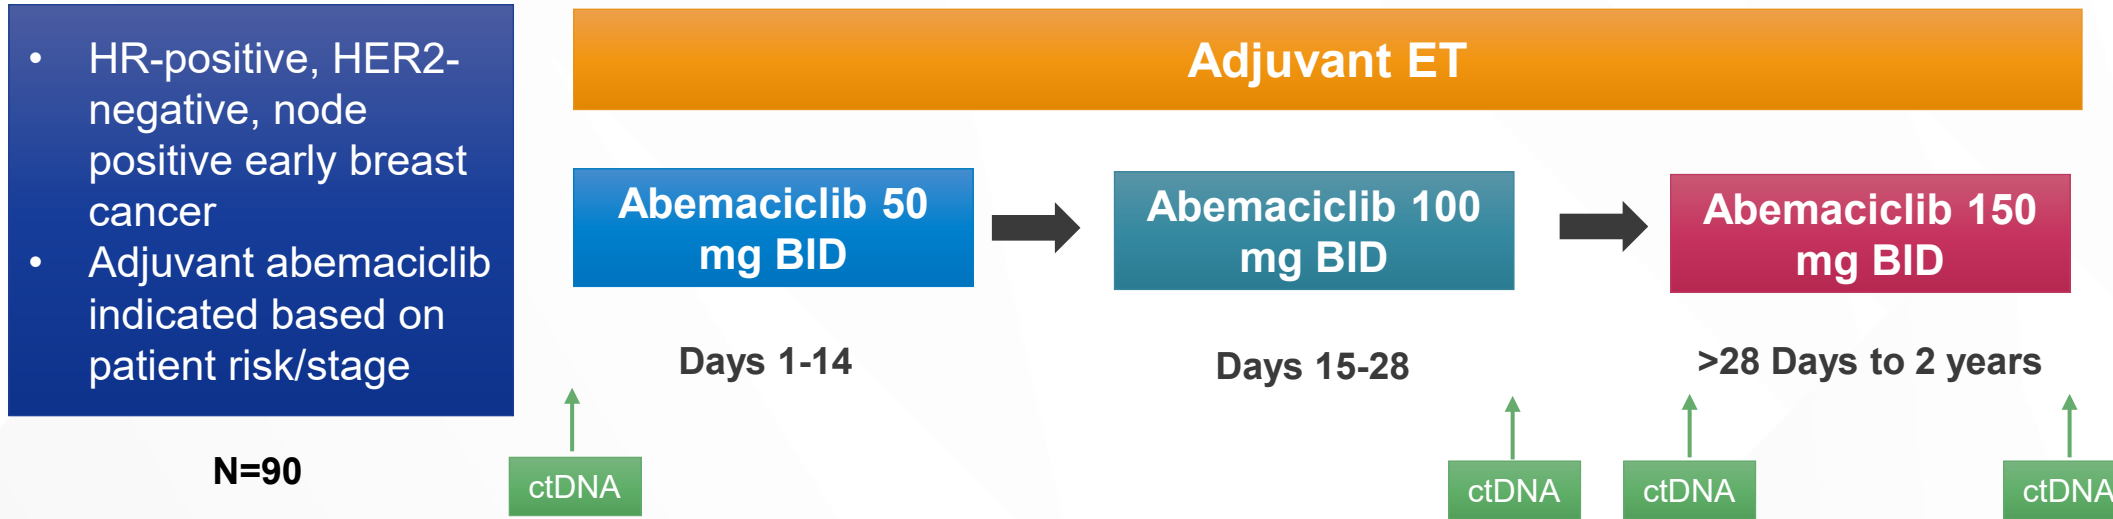 • HR-positive, HER2-
negative, node
positive early breast
cancer
• Adjuvant abemaciclib
indicated based on
patient risk/stage
N=90
Adjuvant ET
Abemaciclib 50
mg BID
Days 1-14
Abemaciclib 100
mg BID
Days 15-28
Abemaciclib 150
mg BID
>28 Days to 2 years
ctDNA
ctDNA
ctDNA
ctDNA